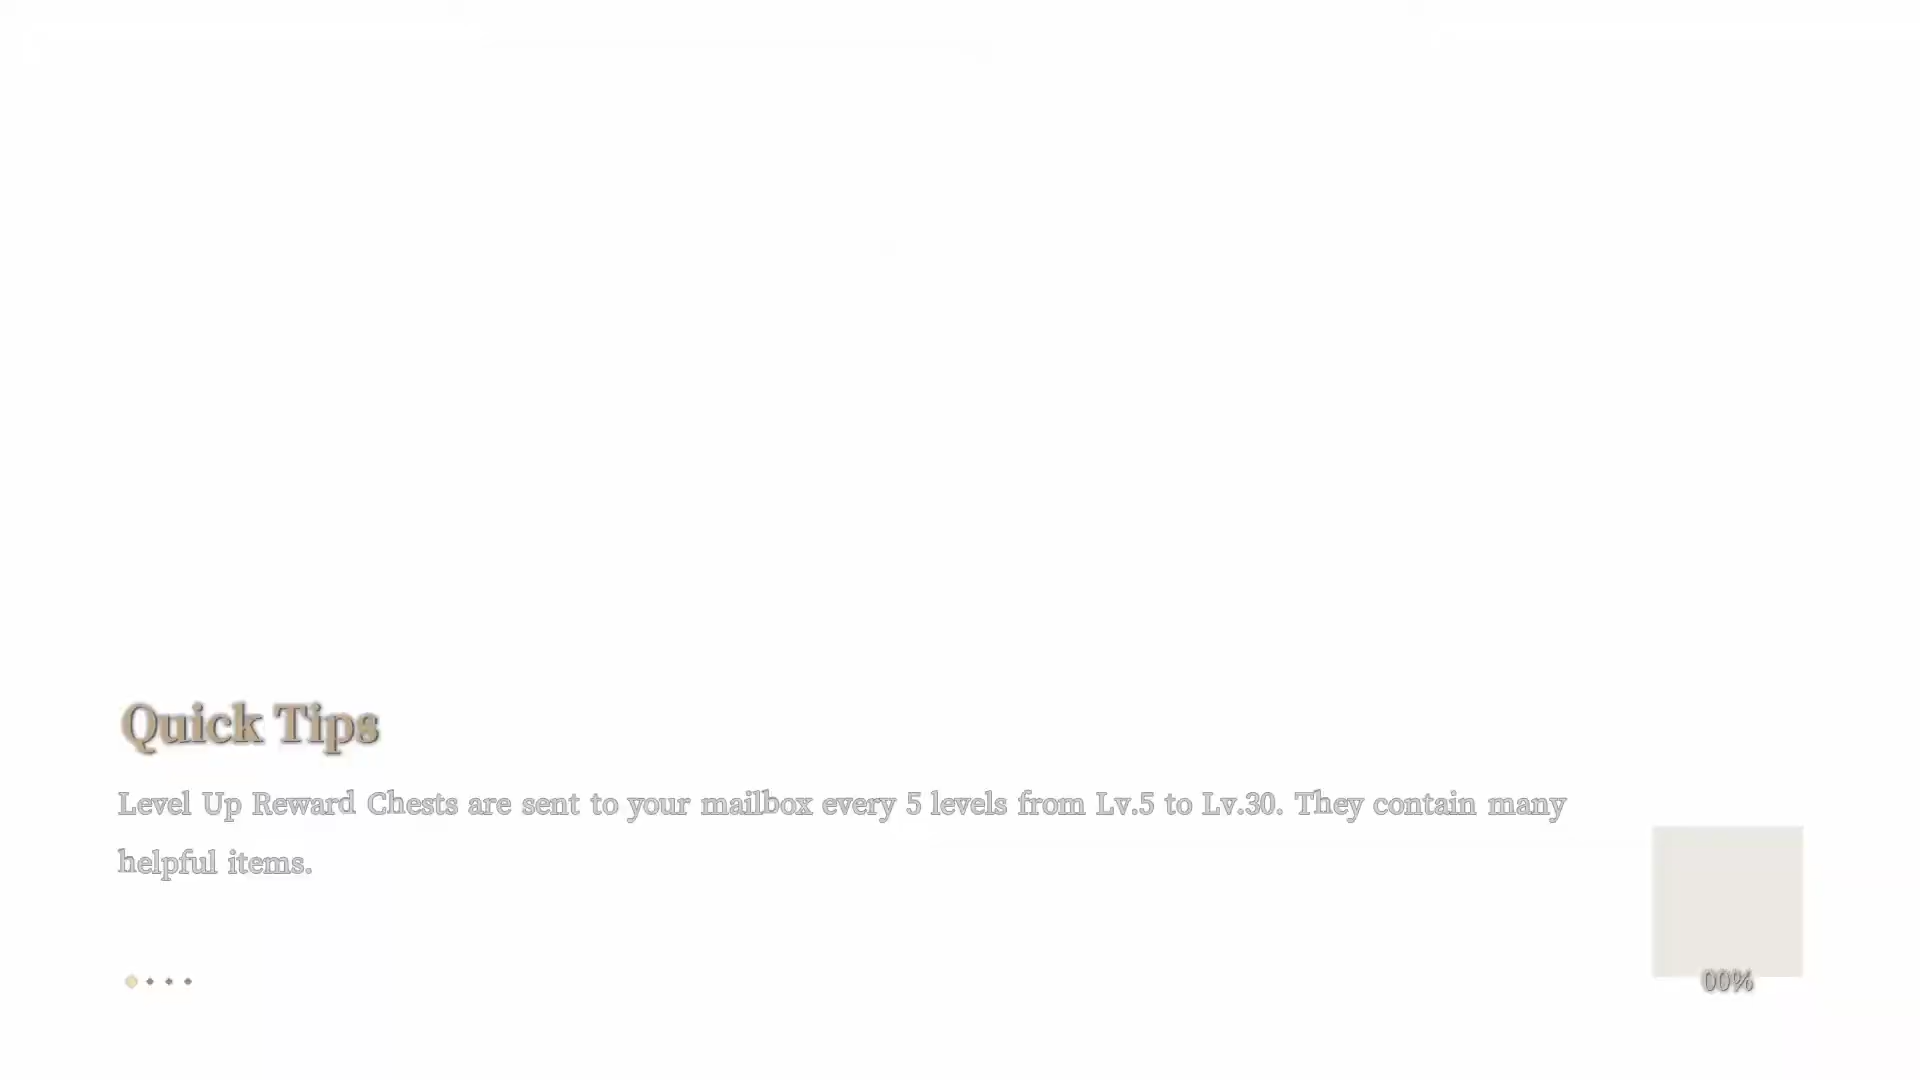 Quick Tips
Level Up Reward Chests are sent to your mailbox every 5 levels from Lv.5 to Lv.30. They contain many
helpful items.
00%